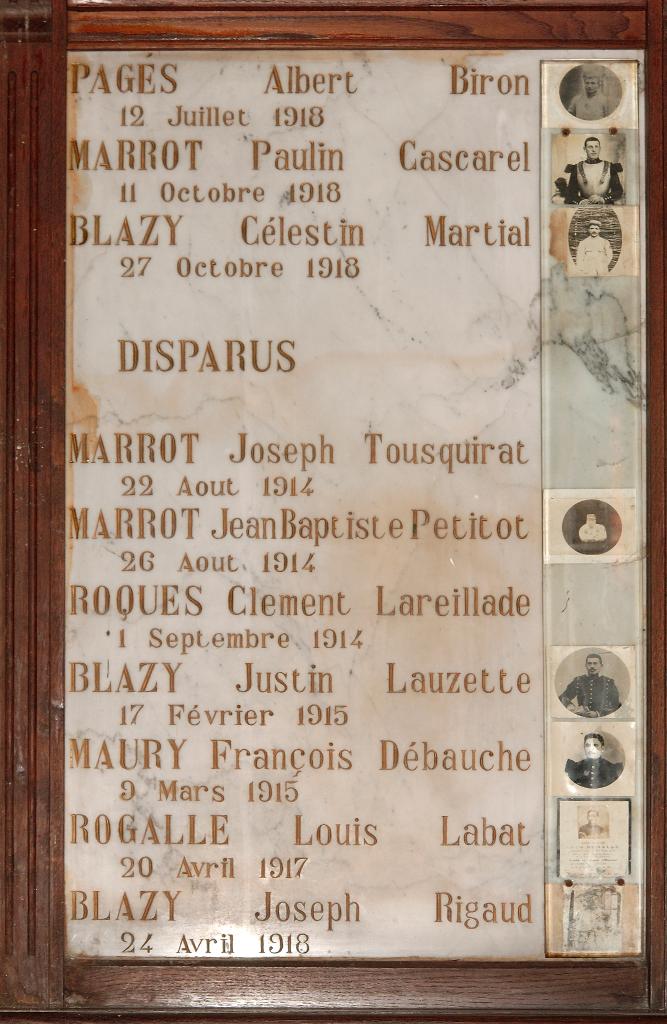 PAGÉS Albert Biron
12 Juillet 1918
MARROT Paulin Cascarel
11 Octobre 1918
BLAZY Célestin Martial
27 Octobre 1918
DISPARUS
MARROT Joseph Tousquirat
22 Aout 1914
MARROT Jean Baptiste Petitot
26 Aout 1914
ROQUES Clement Lareillade
1 Septembre 1914
BLAZY Justin Lauzette
17 Février 1915
MAURY François Débauche
9 Mars 1915
ROGALLE Louis Labat
20 Avril 1917
BLAZY Joseph Rigaud
24 Avril 1918